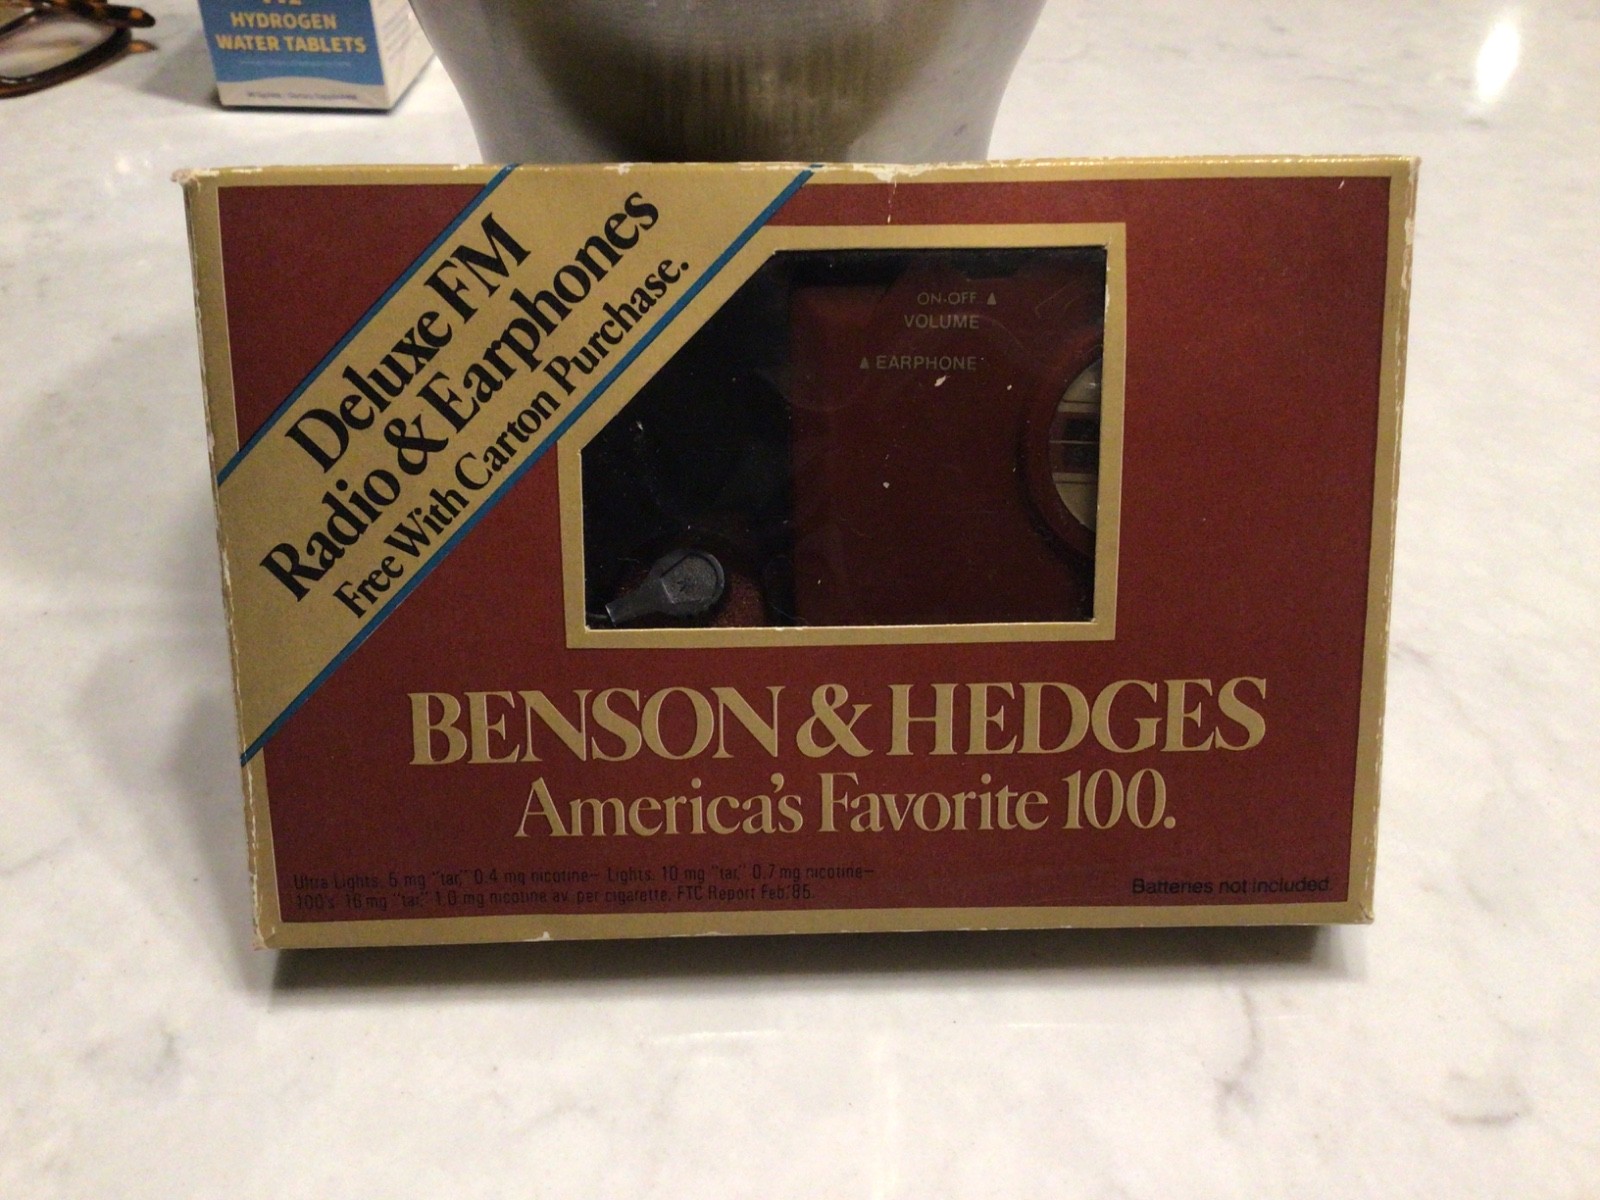 HYDROGEN
WATER TABLETS
Deluxe FM
Radio & Earphones
Free With Carton Purchase.
ON-OFF ▲
VOLUME
▲ EARPHONE
BENSON & HEDGES
America's Favorite 100.
Ultra Lights: 5 mg "tar," 0.4 mg nicotine—Lights: 10 mg "tar," 0.7 mg nicotine—
100's: 16 mg "tar," 1.0 mg nicotine av. per cigarette, FTC Report Feb. '85.
Batteries not included.